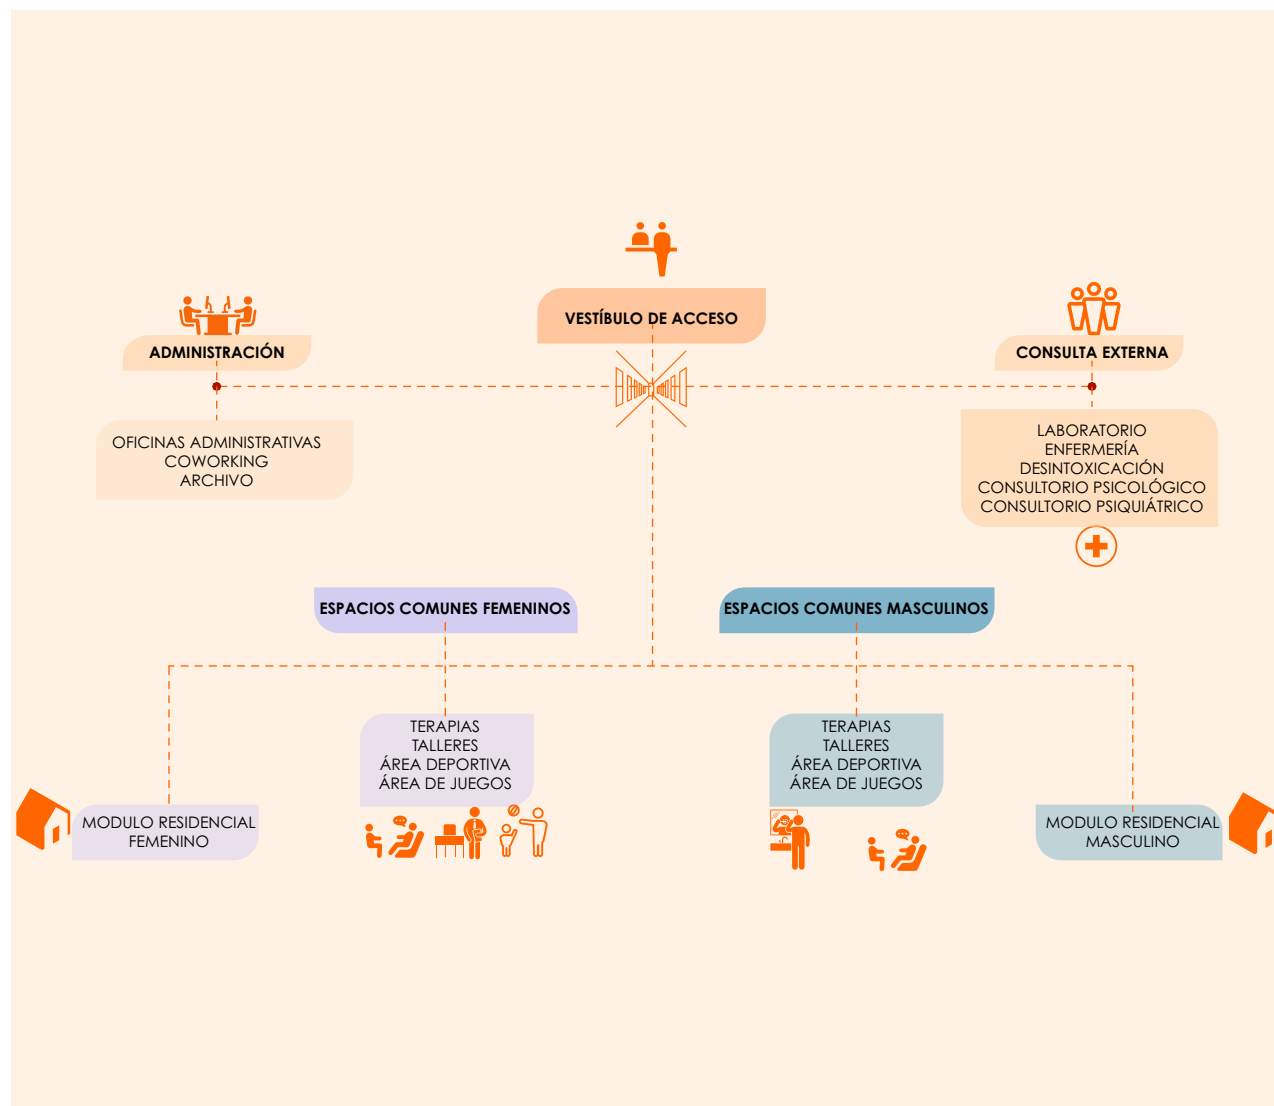 VESTÍBULO DE ACCESO
ADMINISTRACIÓN
OFICINAS ADMINISTRATIVAS
COWORKING
ARCHIVO
CONSULTA EXTERNA
LABORATORIO
ENFERMERÍA
DESINTOXICACIÓN
CONSULTORIO PSICOLÓGICO
CONSULTORIO PSIQUIÁTRICO
ESPACIOS COMUNES FEMENINOS
TERAPIAS
TALLERES
ÁREA DEPORTIVA
ÁREA DE JUEGOS
ESPACIOS COMUNES MASCULINOS
TERAPIAS
TALLERES
ÁREA DEPORTIVA
ÁREA DE JUEGOS
MODULO RESIDENCIAL
FEMENINO
MODULO RESIDENCIAL
MASCULINO